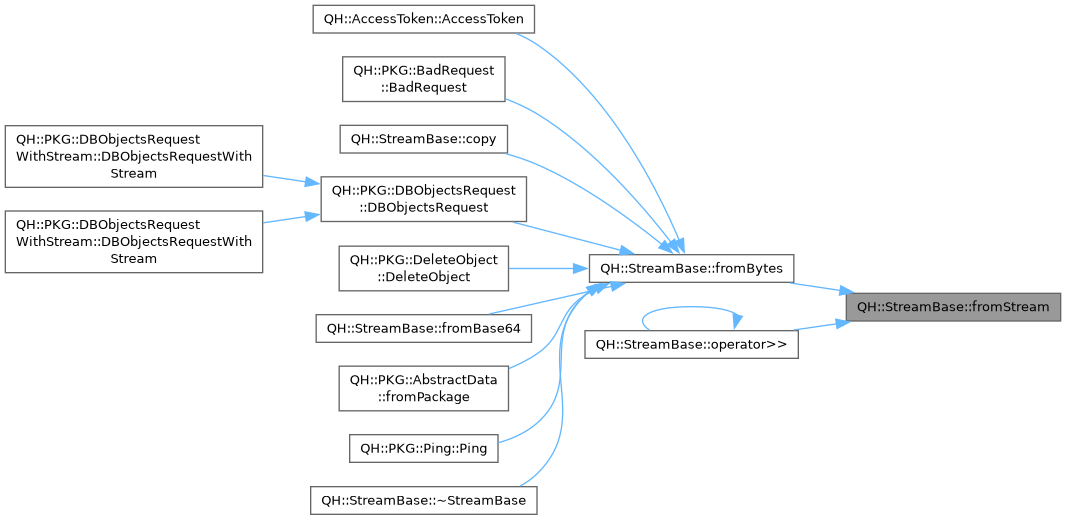 QH::AccessToken::AccessToken
QH::PKG::BadRequest
::BadRequest
QH::StreamBase::copy
QH::PKG::DBObjectsRequest
WithStream::DBObjectsRequestWith
Stream
QH::PKG::DBObjectsRequest
::DBObjectsRequest
QH::PKG::DBObjectsRequest
WithStream::DBObjectsRequestWith
Stream
QH::PKG::DeleteObject
::DeleteObject
QH::StreamBase::fromBytes
QH::StreamBase::fromStream
QH::StreamBase::fromBase64
QH::StreamBase::operator>>
QH::PKG::AbstractData
::fromPackage
QH::PKG::Ping::Ping
QH::StreamBase::~StreamBase